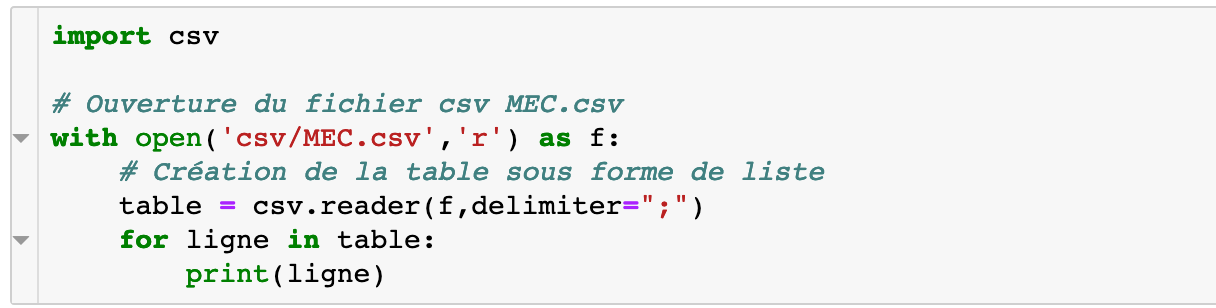 import csv
# Ouverture du fichier csv MEC.csv
with open('csv/MEC.csv','r') as f:
    # Création de la table sous forme de liste
    table = csv.reader(f,delimiter=";")
    for ligne in table:
        print(ligne)